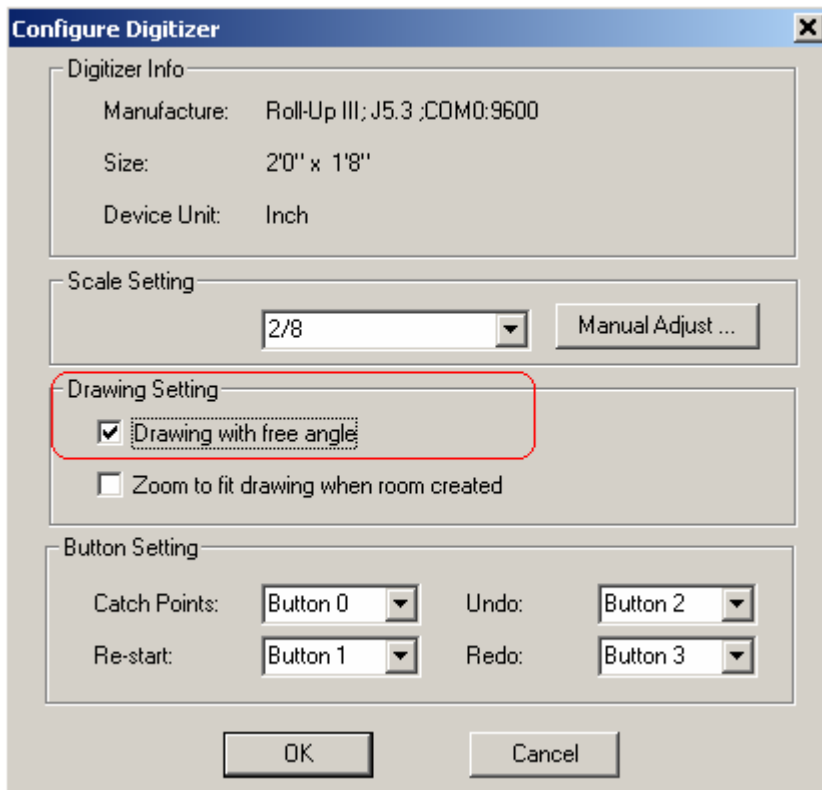 Configure Digitizer
Digitizer Info
Manufacture: Roll-Up III; J5.3 ;COM0:9600
Size: 2'0" x 1'8"
Device Unit: Inch
Scale Setting
2/8 Manual Adjust ...
Drawing Setting
Drawing with free angle
Zoom to fit drawing when room created
Button Setting
Catch Points: Button 0 Undo: Button 2
Re-start: Button 1 Redo: Button 3
OK Cancel